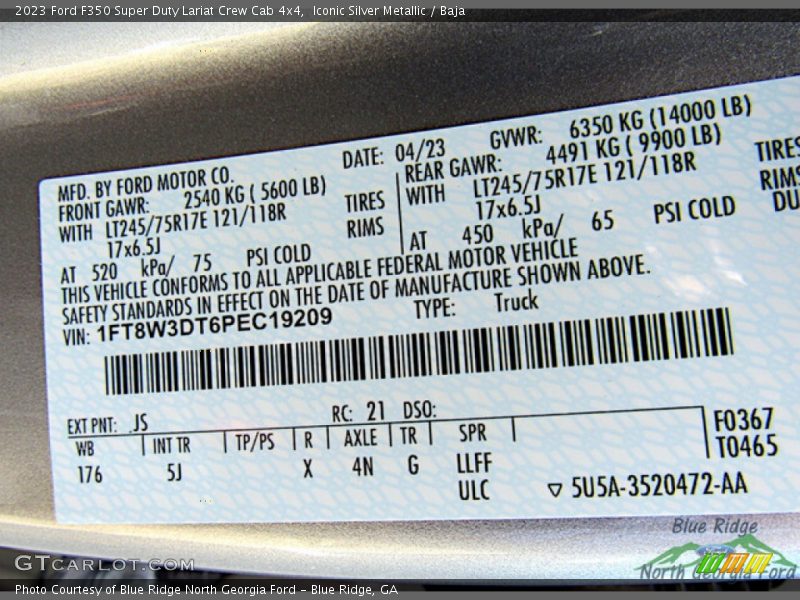 2023 Ford F350 Super Duty Lariat Crew Cab 4x4,  Iconic Silver Metallic / Baja
MFD. BY FORD MOTOR CO.
DATE: 04/23
GVWR: 6350 KG (14000 LB)
FRONT GAWR: 2540 KG ( 5600 LB)
REAR GAWR: 4491 KG ( 9900 LB)
WITH LT245/75R17E 121/118R TIRES
WITH LT245/75R17E 121/118R TIRES
17x6.5J RIMS
17x6.5J RIMS
AT 520 kPa/ 75 PSI COLD
AT 450 kPa/ 65 PSI COLD DU
THIS VEHICLE CONFORMS TO ALL APPLICABLE FEDERAL MOTOR VEHICLE
SAFETY STANDARDS IN EFFECT ON THE DATE OF MANUFACTURE SHOWN ABOVE.
VIN: 1FT8W3DT6PEC19209
TYPE: Truck
EXT PNT: JS RC: 21 DSO:
WB INT TR TP/PS R AXLE TR SPR
176 5J X 4N G LLFF
ULC
F0367
T0465
▽ 5U5A-3520472-AA
Blue Ridge
North Georgia Ford
GTCARLOT.COM
Photo Courtesy of Blue Ridge North Georgia Ford – Blue Ridge, GA